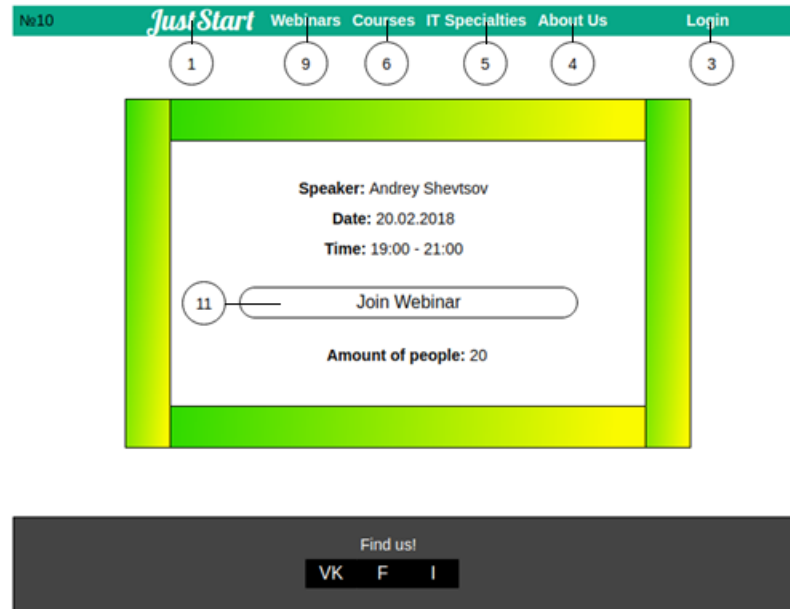 №10 JustStart Webinars Courses IT Specialties About Us Login
1 9 6 5 4 3
Speaker: Andrey Shevtsov
Date: 20.02.2018
Time: 19:00 - 21:00
11 Join Webinar
Amount of people: 20
Find us!
VK F I